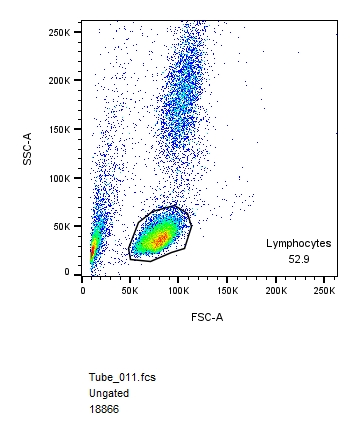 250K
200K
150K
100K
50K
0
SSC-A
Lymphocytes
52.9
0
50K
100K
150K
200K
250K
FSC-A
Tube_011.fcs
Ungated
18866